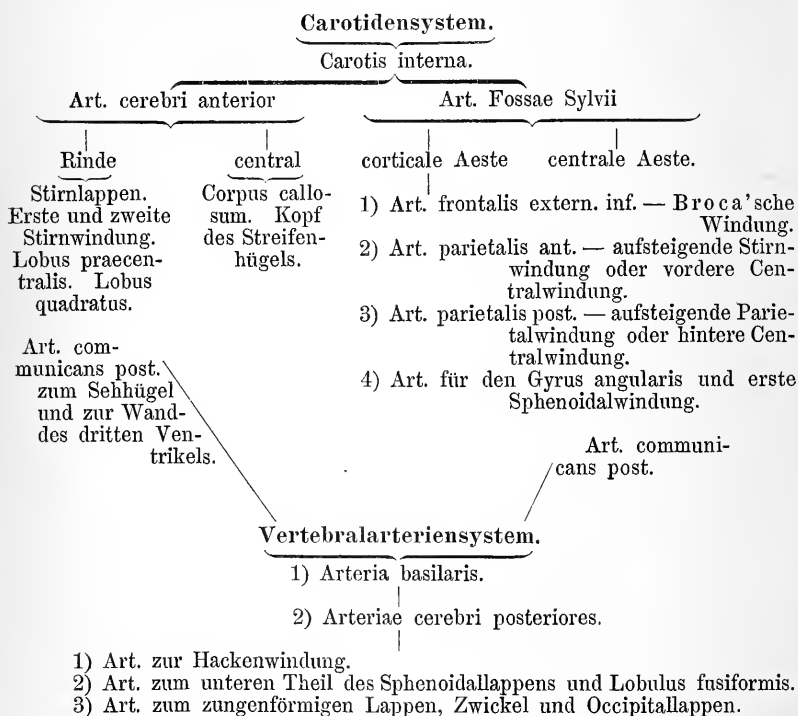 Carotidensystem.
Carotis interna.
Art. cerebri anterior
Rinde
Stirnlappen.
Erste und zweite
Stirnwindung.
Lobus praecen-
tralis. Lobus
quadratus.
central
Corpus callo-
sum. Kopf
des Streifen-
hügels.
Art. Fossae Sylvii
corticale Aeste
centrale Aeste.
1) Art. frontalis extern. inf. — Broca'sche
Windung.
2) Art. parietalis ant. — aufsteigende Stirn-
windung oder vordere Cen-
tralwindung.
3) Art. parietalis post. — aufsteigende Parie-
talwindung oder hintere Cen-
tralwindung.
4) Art. für den Gyrus angularis und erste
Sphenoidalwindung.
Art. com-
municans post.
zum Sehhügel
und zur Wand-
des dritten Ven-
trikels.
Art. communi-
cans post.
Vertebralarteriensystem.
1) Arteria basilaris.
2) Arteriae cerebri posteriores.
1) Art. zur Hackenwindung.
2) Art. zum unteren Theil des Sphenoidallappens und Lobulus fusiformis.
3) Art. zum zungenförmigen Lappen, Zwickel und Occipitallappen.